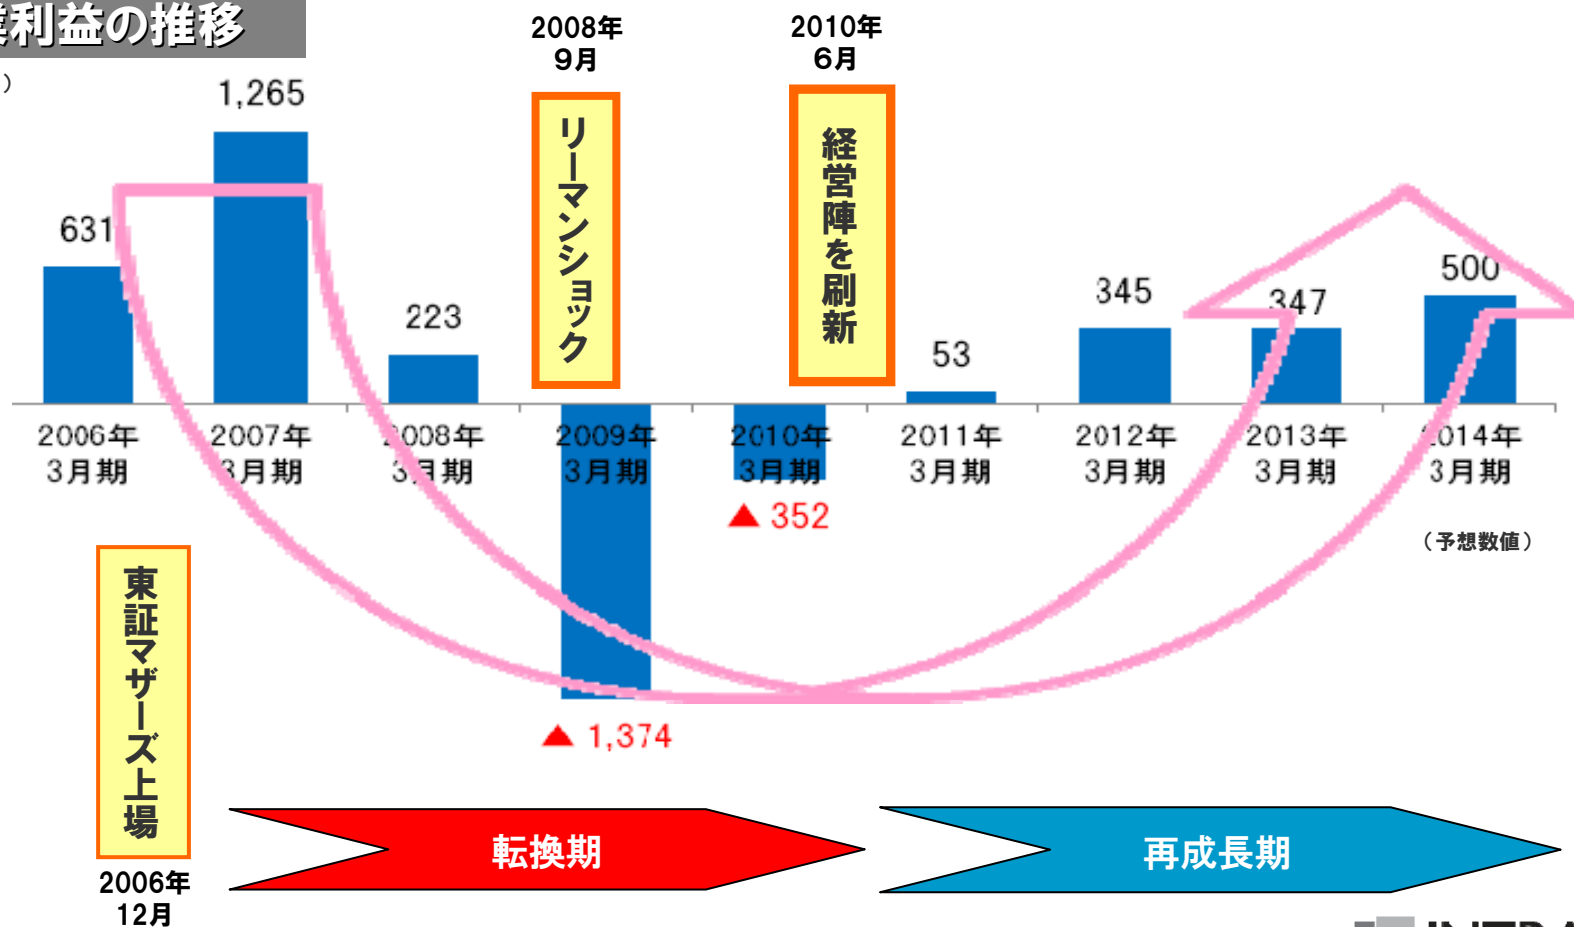 業利益の推移
)
2008年
9月
2010年
6月
リーマンショック
経営陣を刷新
631
1,265
223
53
345
347
500
2006年
3月期
2007年
3月期
2008年
3月期
2009年
3月期
2010年
3月期
2011年
3月期
2012年
3月期
2013年
3月期
2014年
3月期
▲ 352
(予想数値)
▲ 1,374
東証マザーズ上場
2006年
12月
転換期
再成長期